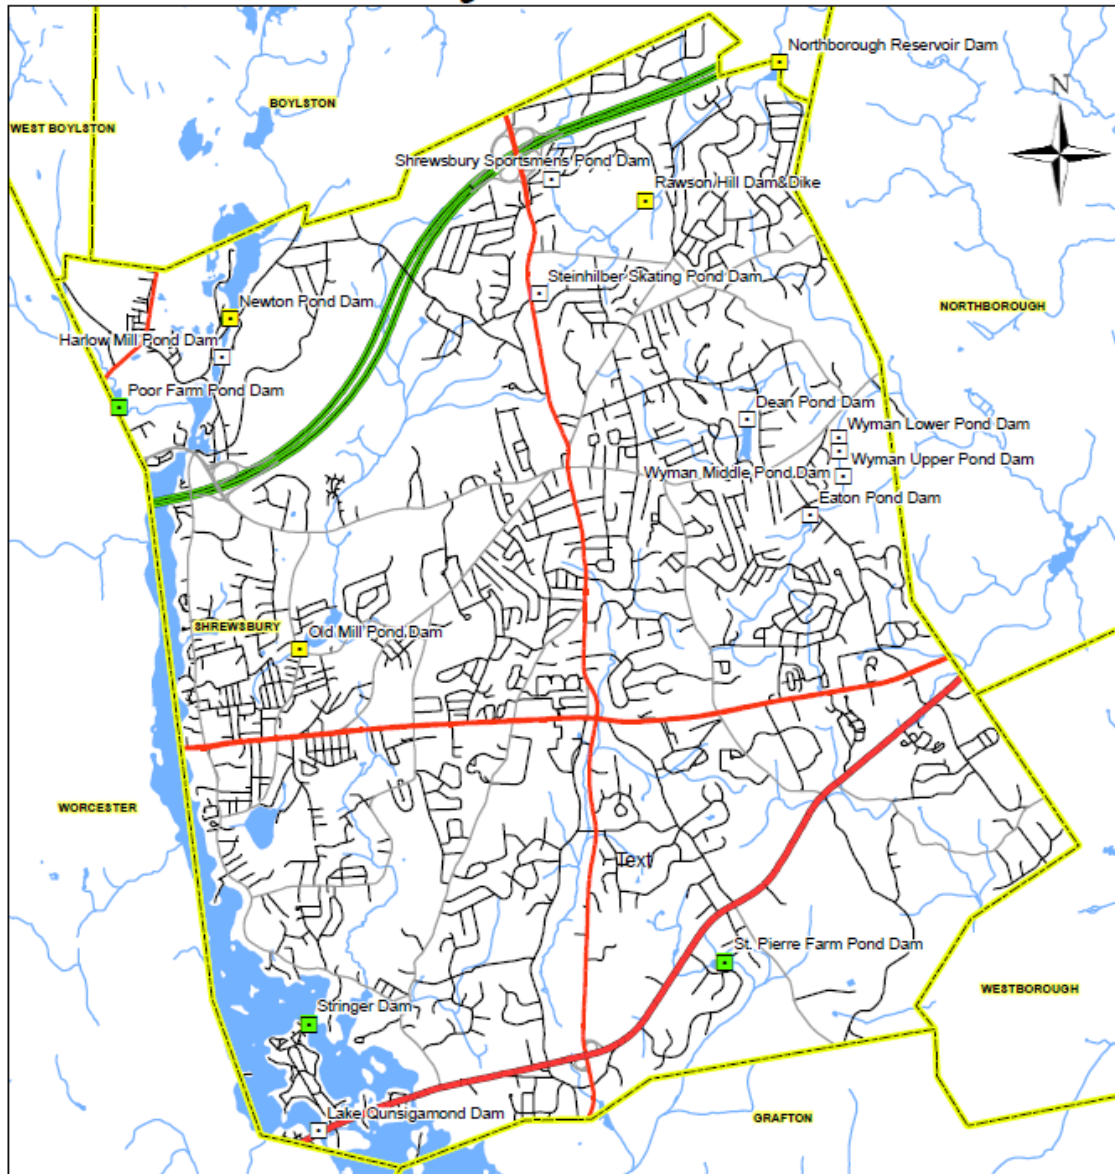 Northborough Reservoir Dam
N
BOYLSTON
WEST BOYLSTON
Shrewsbury Sportsmens Pond Dam
Rawson Hill Dam&Dike
Steinhilber Skating Pond Dam
Newton Pond Dam
NORTHBOROUGH
Harlow Mill Pond Dam
Poor Farm Pond Dam
Dean Pond Dam
Wyman Lower Pond Dam
Wyman Upper Pond Dam
Wyman Middle Pond Dam
Eaton Pond Dam
SHREWSBURY
Old Mill Pond Dam
WORCESTER
Text
St. Pierre Farm Pond Dam
WESTBOROUGH
Stringer Dam
Lake Qunsigamond Dam
GRAFTON